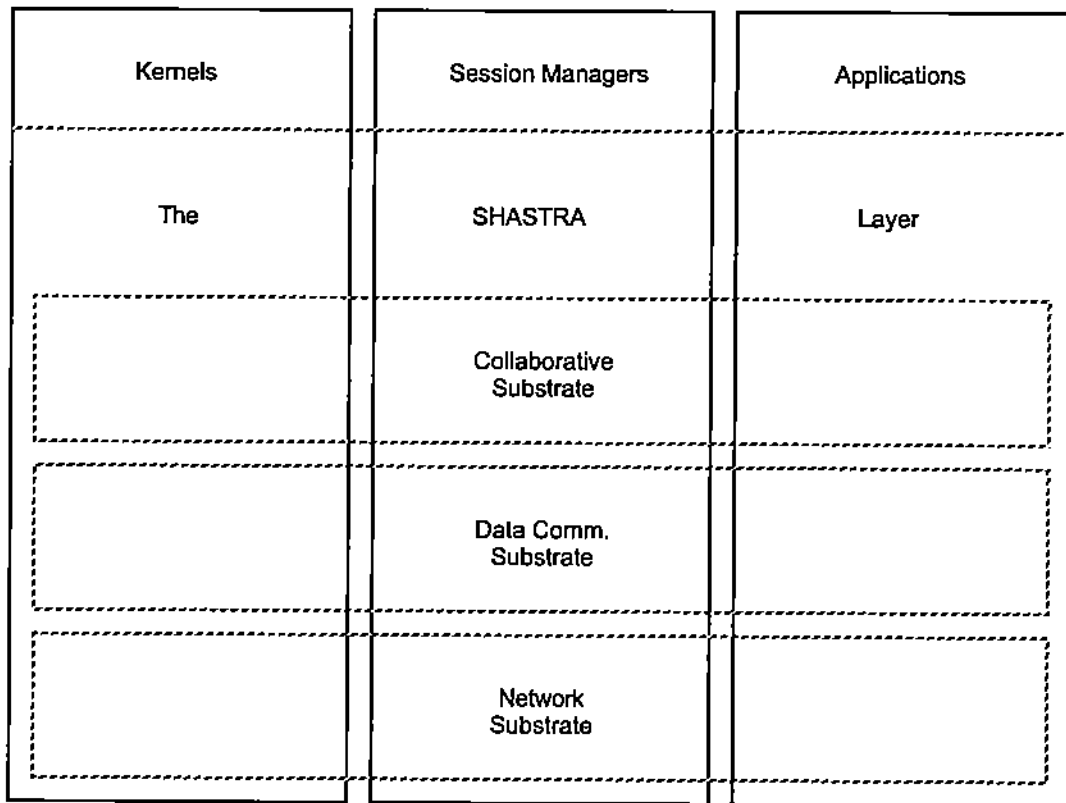 Kernels
Session Managers
Applications
The
SHASTRA
Layer
Collaborative
Substrate
Data Comm.
Substrate
Network
Substrate